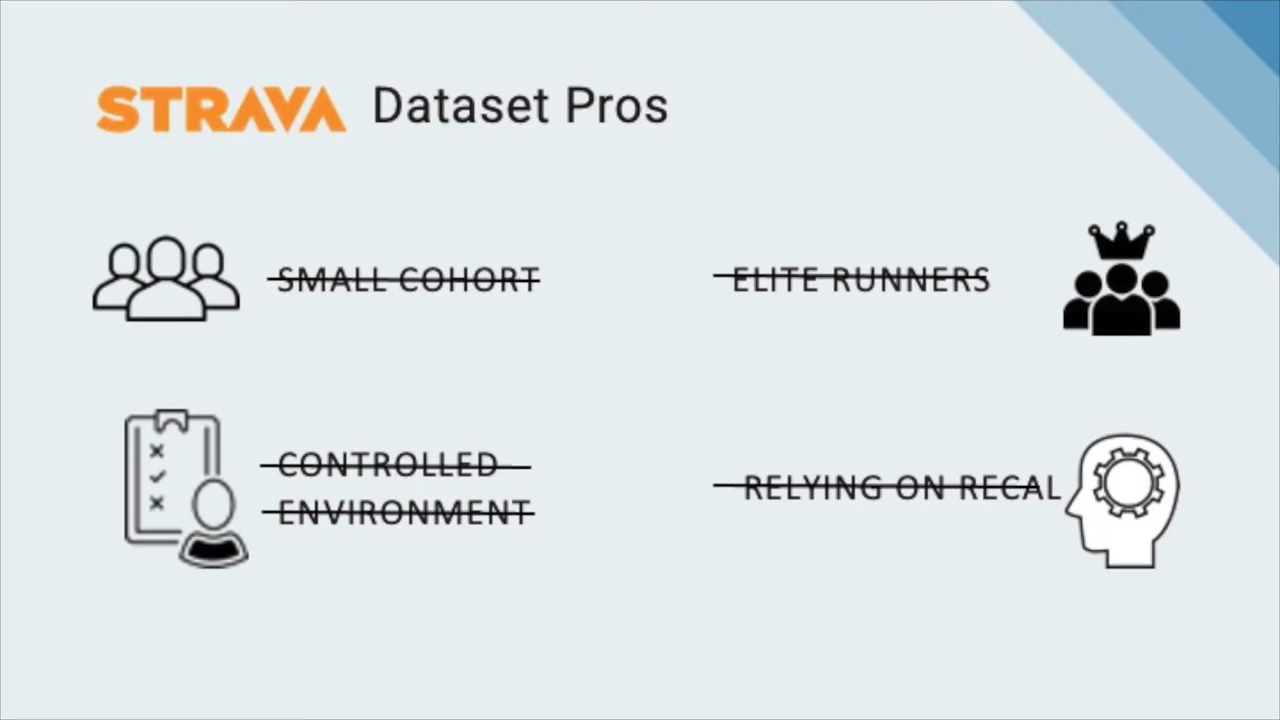 STRAVA Dataset Pros
SMALL COHORT
ELITE RUNNERS
CONTROLLED
ENVIRONMENT
RELYING ON RECAL